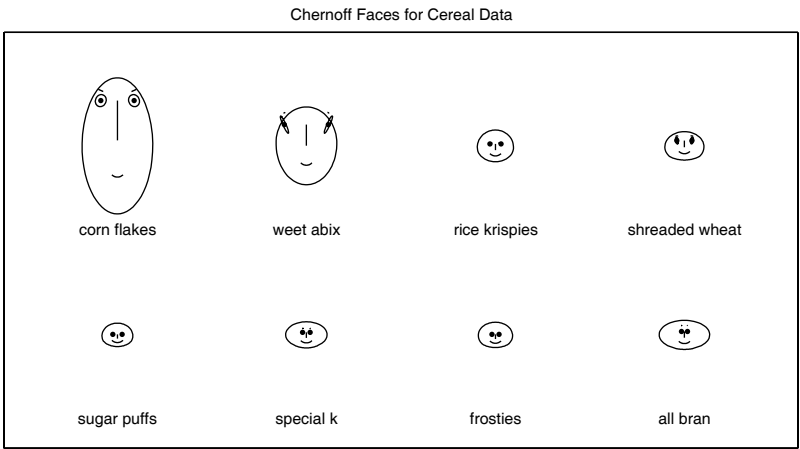 Chernoff Faces for Cereal Data
corn flakes
weet abix
rice krispies
shreaded wheat
sugar puffs
special k
frosties
all bran